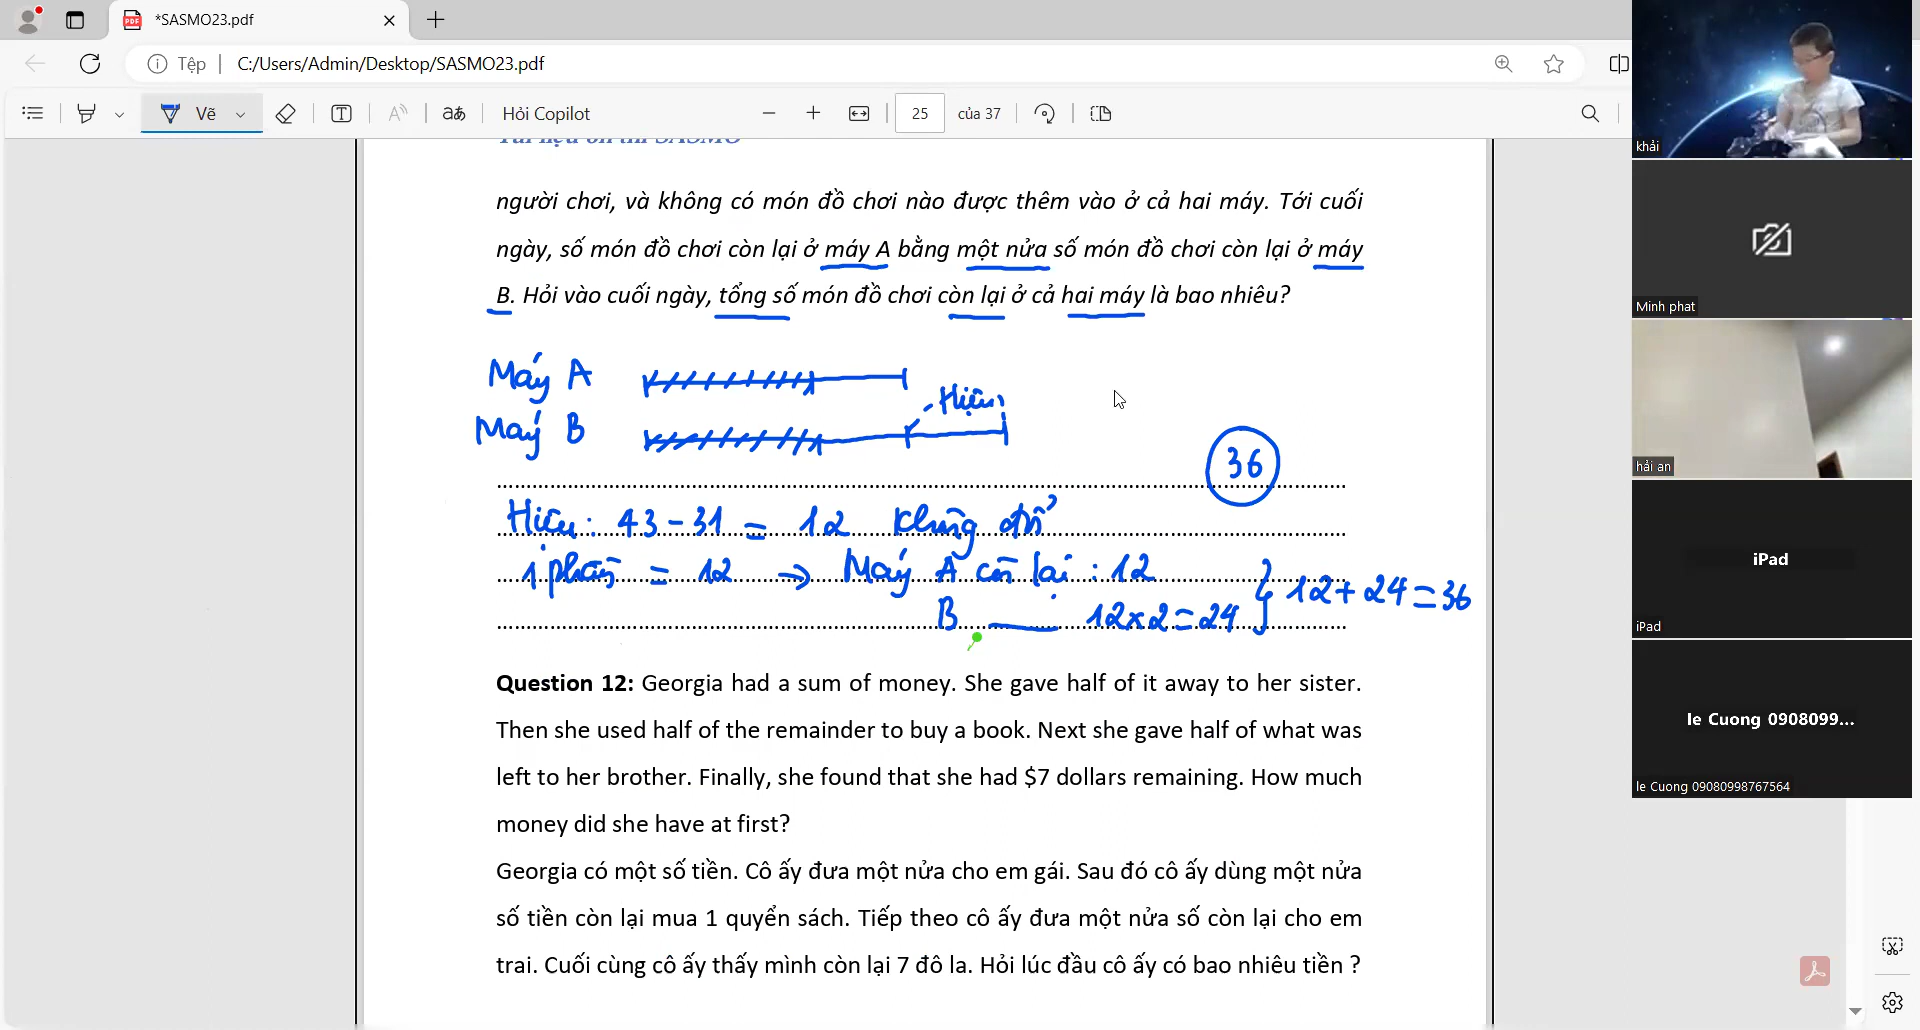 *SASMO23.pdf
Tệp
C:/Users/Admin/Desktop/SASMO23.pdf
Vẽ
Hỏi Copilot
25
của 37
Tài liệu ôn thi SASMO
người chơi, và không có món đồ chơi nào được thêm vào ở cả hai máy. Tới cuối
ngày, số món đồ chơi còn lại ở máy A bằng một nửa số món đồ chơi còn lại ở máy
B. Hỏi vào cuối ngày, tổng số món đồ chơi còn lại ở cả hai máy là bao nhiêu?
Máy A
Hiệu
Máy B
36
Hiệu: 43 - 31 = 12 không đổi
1 phần = 12 → Máy A còn lại : 12
B 12 x 2 = 24
12 + 24 = 36
Question 12: Georgia had a sum of money. She gave half of it away to her sister.
Then she used half of the remainder to buy a book. Next she gave half of what was
left to her brother. Finally, she found that she had $7 dollars remaining. How much
money did she have at first?
Georgia có một số tiền. Cô ấy đưa một nửa cho em gái. Sau đó cô ấy dùng một nửa
số tiền còn lại mua 1 quyển sách. Tiếp theo cô ấy đưa một nửa số còn lại cho em
trai. Cuối cùng cô ấy thấy mình còn lại 7 đô la. Hỏi lúc đầu cô ấy có bao nhiêu tiền ?
khải
Minh phat
hải an
iPad
iPad
le Cuong 0908099...
le Cuong 09080998767564